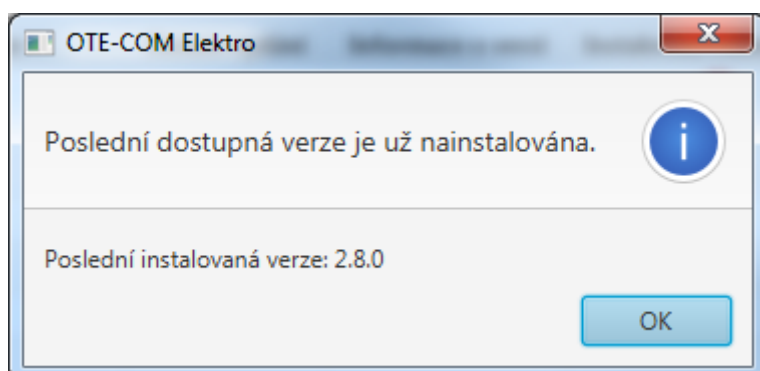 OTE-COM Elektro
Poslední dostupná verze je už nainstalována.
Poslední instalovaná verze: 2.8.0
OK